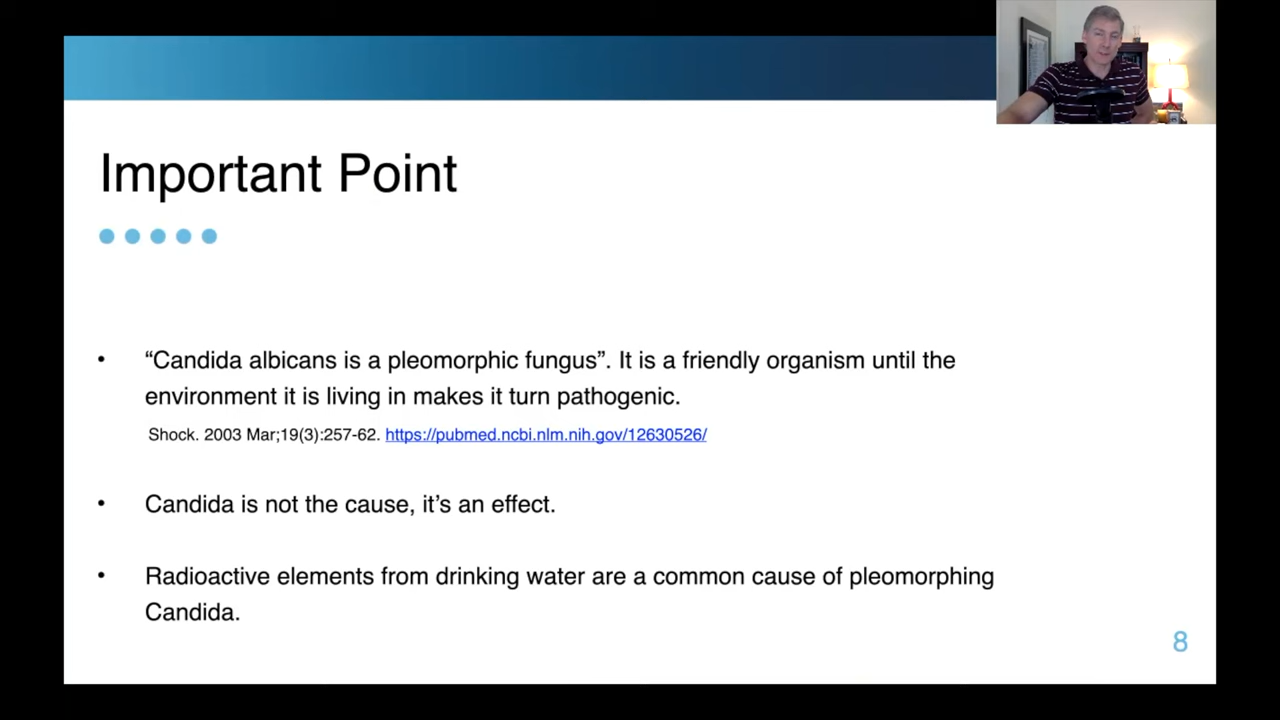 Important Point
• “Candida albicans is a pleomorphic fungus”. It is a friendly organism until the
environment it is living in makes it turn pathogenic.
Shock. 2003 Mar;19(3):257-62. https://pubmed.ncbi.nlm.nih.gov/12630526/
• Candida is not the cause, it’s an effect.
• Radioactive elements from drinking water are a common cause of pleomorphing
Candida.
8